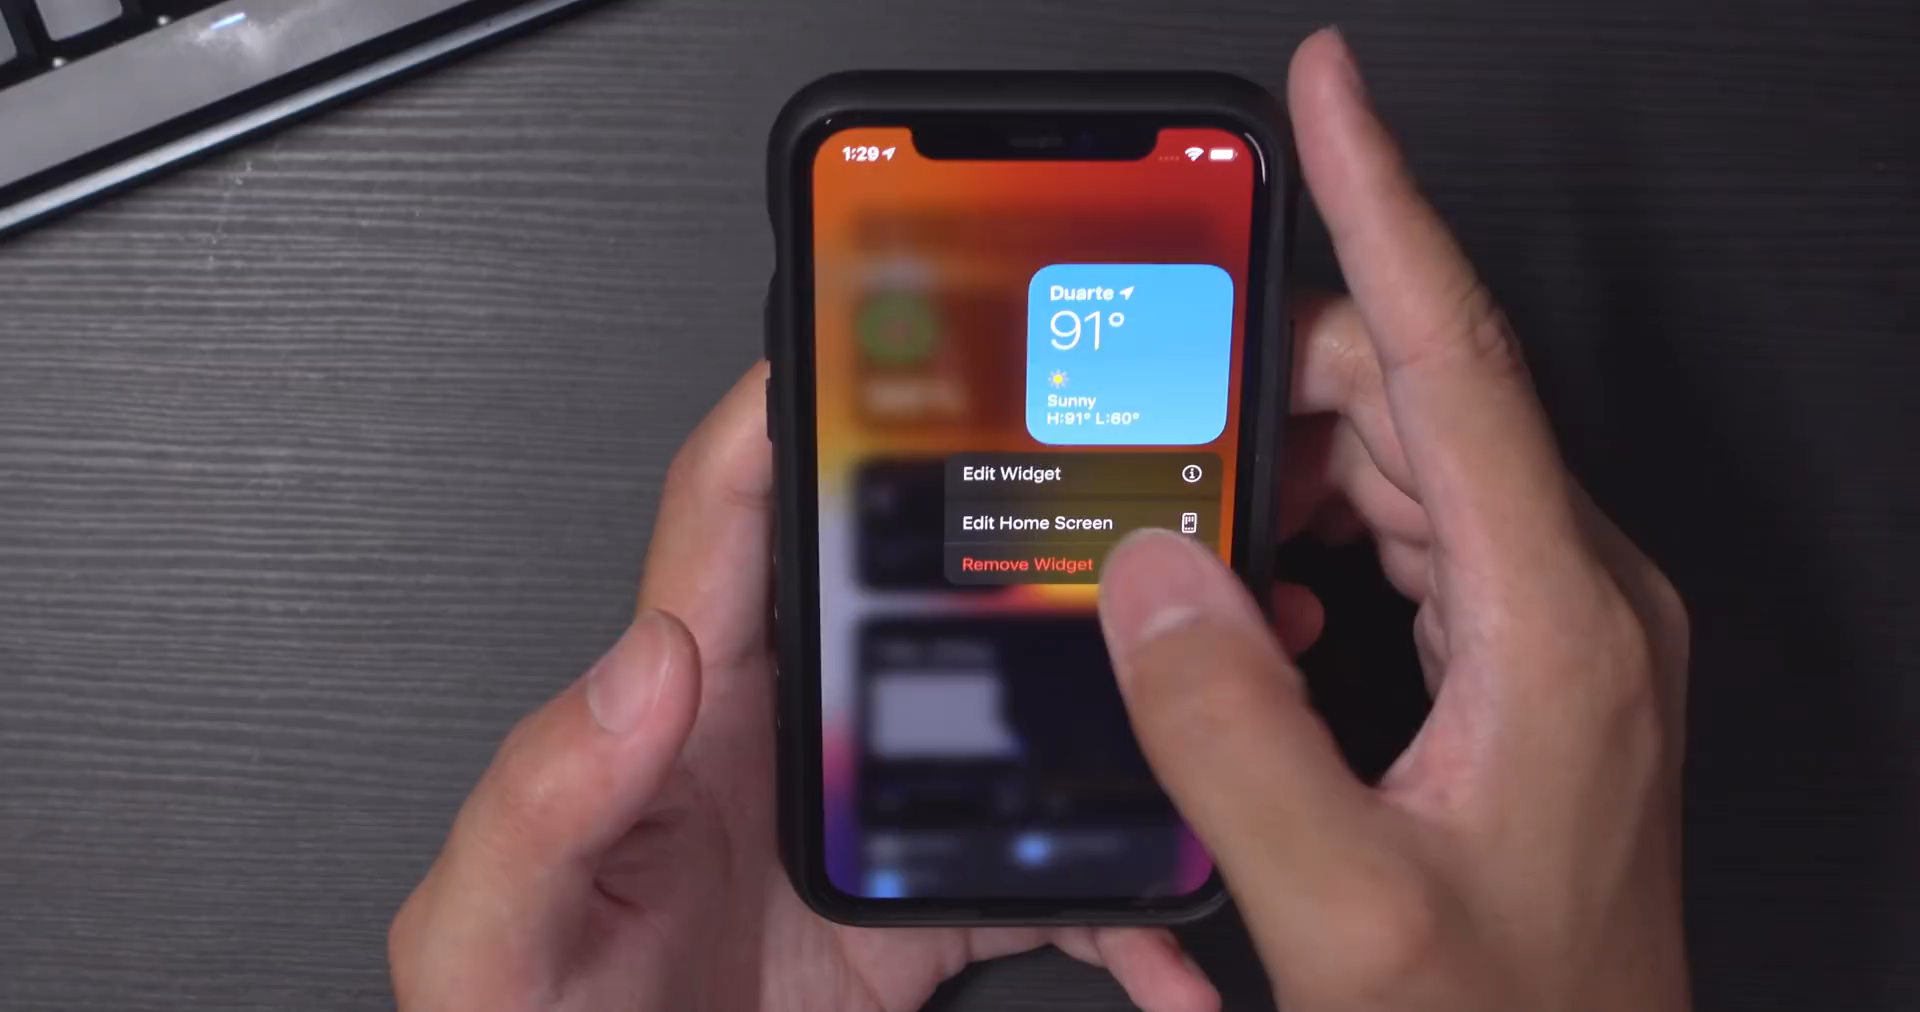 1:29
Duarte
91°
Sunny
H:91° L:60°
Edit Widget
Edit Home Screen
Remove Widget